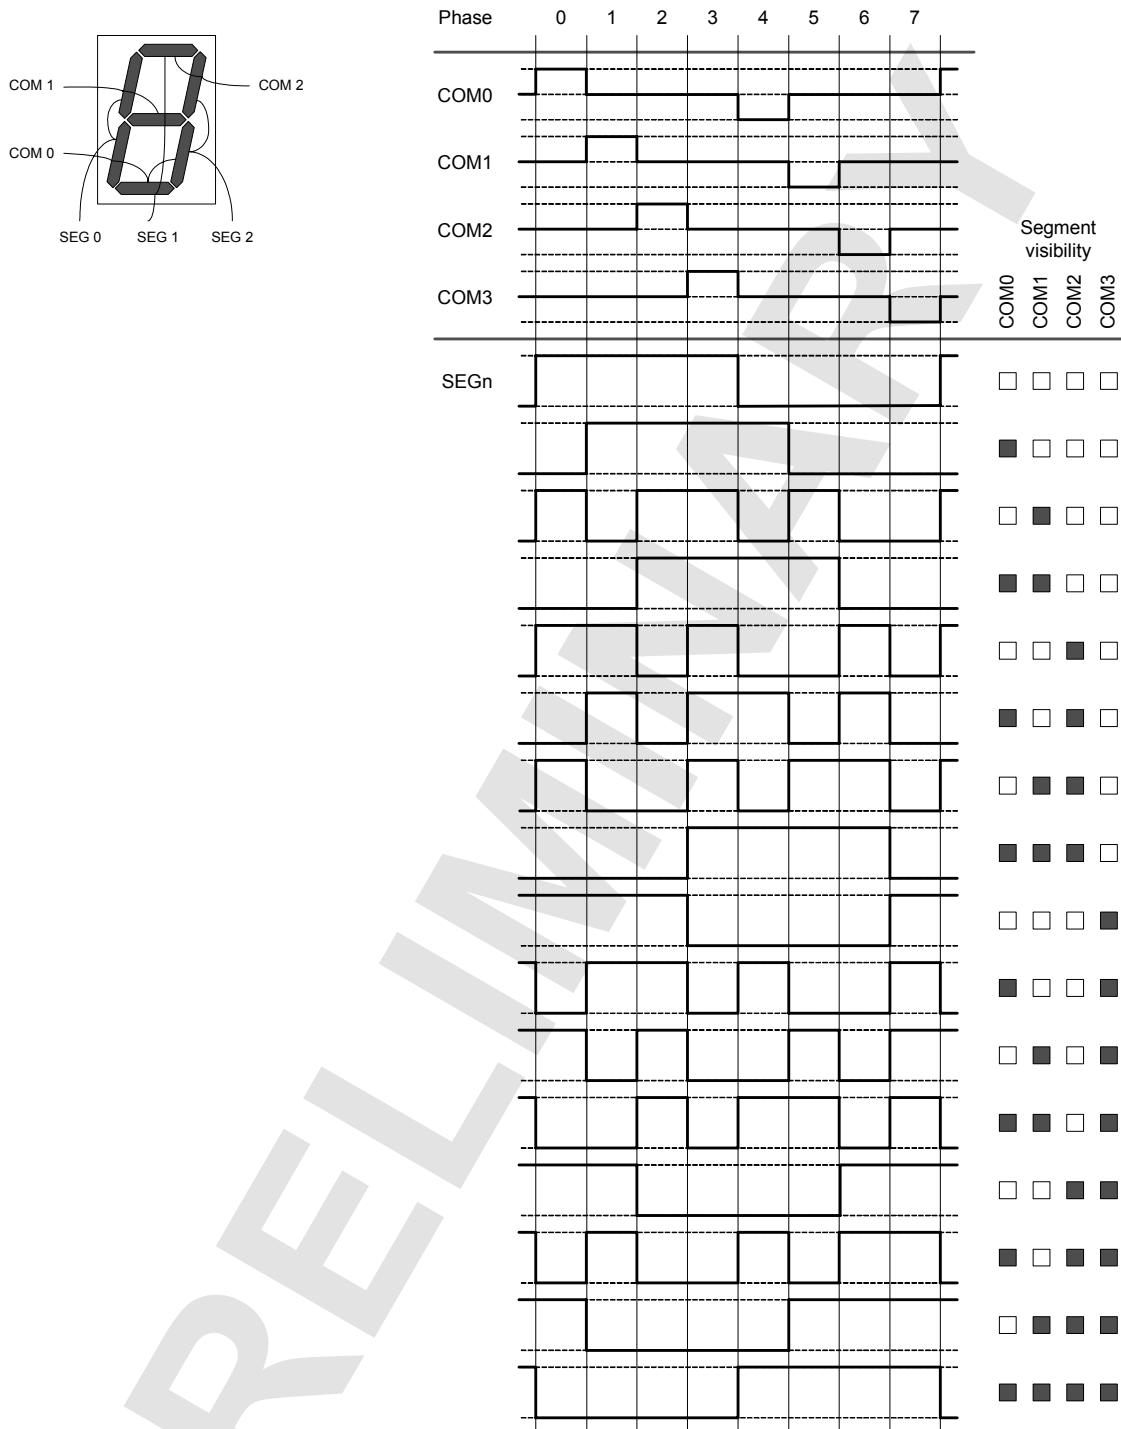 Phase 0 1 2 3 4 5 6 7
COM 1
COM 2
COM 0
SEG 0 SEG 1 SEG 2
COM0
COM1
COM2
COM3
Segment
visibility
COM0 COM1 COM2 COM3
SEGn
PRELIMINARY